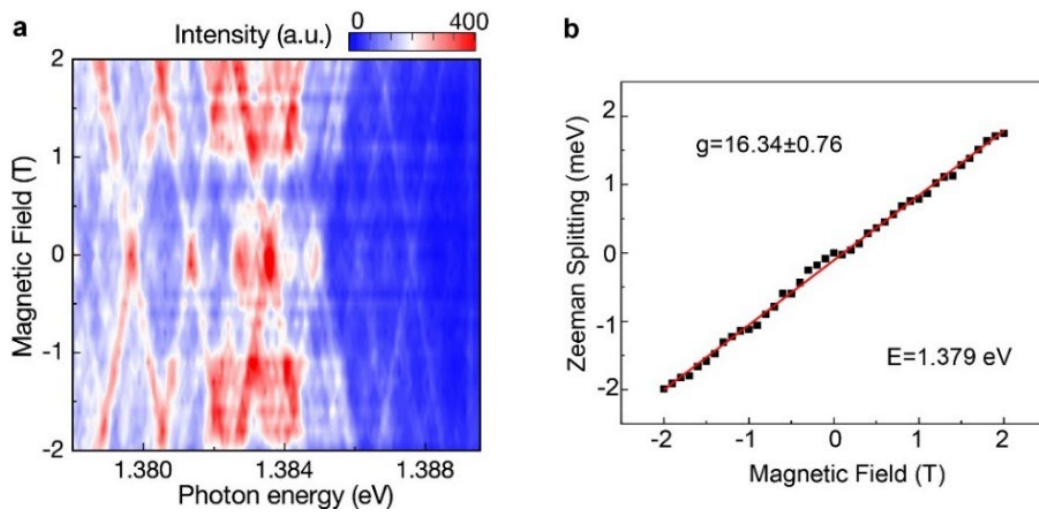 a
Intensity (a.u.)
0
400
Magnetic Field (T)
2
1
0
-1
-2
1.380
1.384
1.388
Photon energy (eV)
b
Zeeman Splitting (meV)
2
1
0
-1
-2
g=16.34±0.76
E=1.379 eV
-2
-1
0
1
2
Magnetic Field (T)